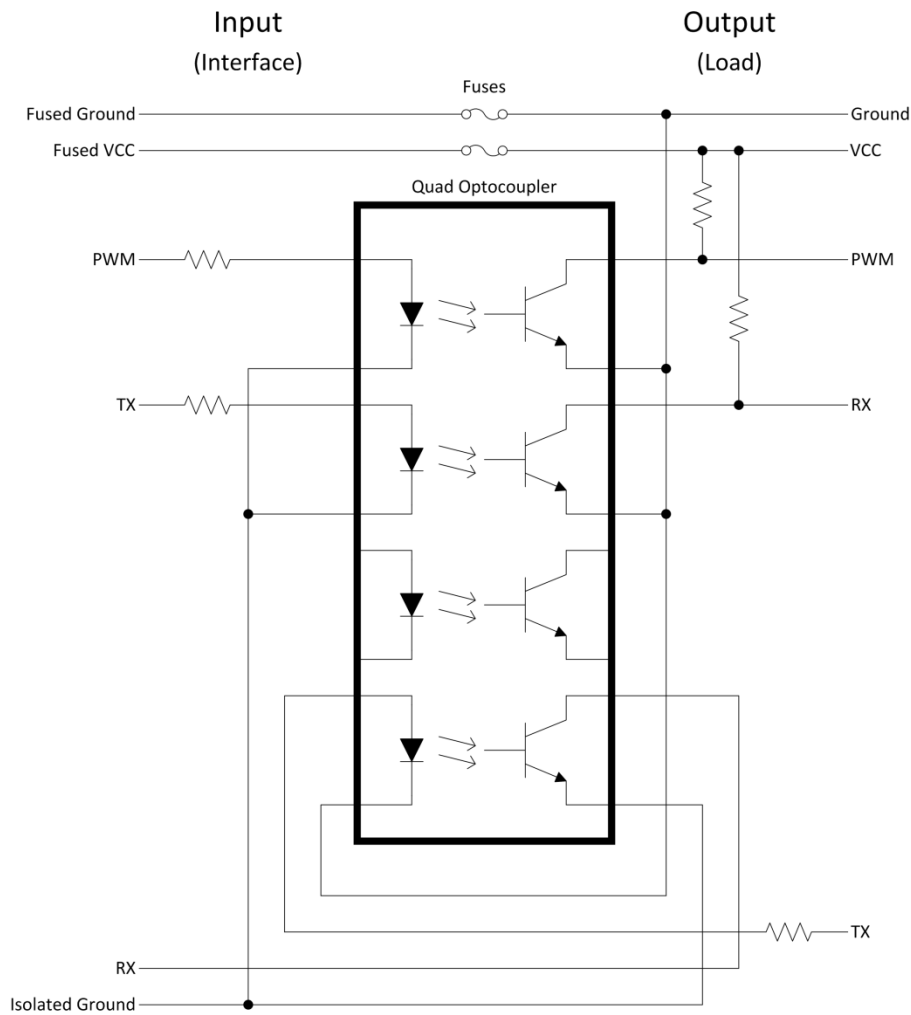 Input
(Interface)
Output
(Load)
Fuses
Fused Ground
Ground
Fused VCC
VCC
Quad Optocoupler
PWM
PWM
TX
RX
TX
RX
Isolated Ground